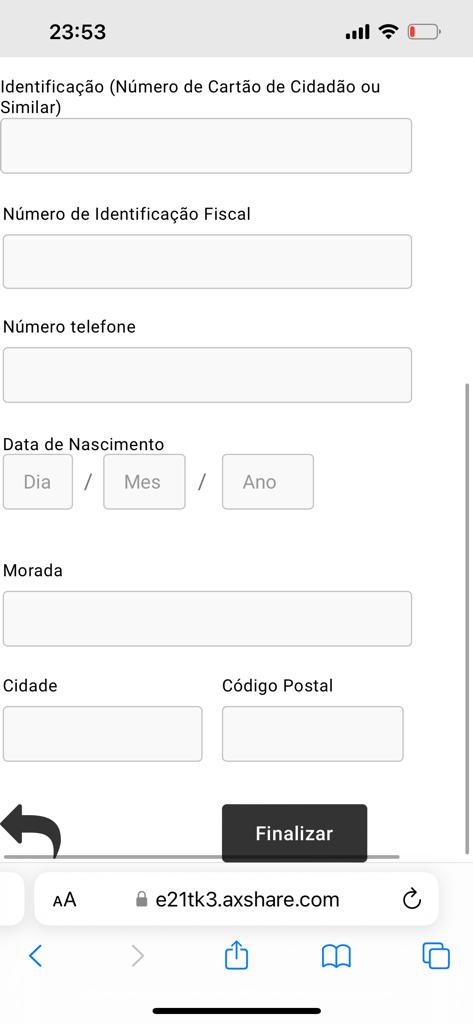 23:53
Identificação (Número de Cartão de Cidadão ou
Similar)
Número de Identificação Fiscal
Número telefone
Data de Nascimento
Dia / Mes / Ano
Morada
Cidade Código Postal
Finalizar
AA e21tk3.axshare.com